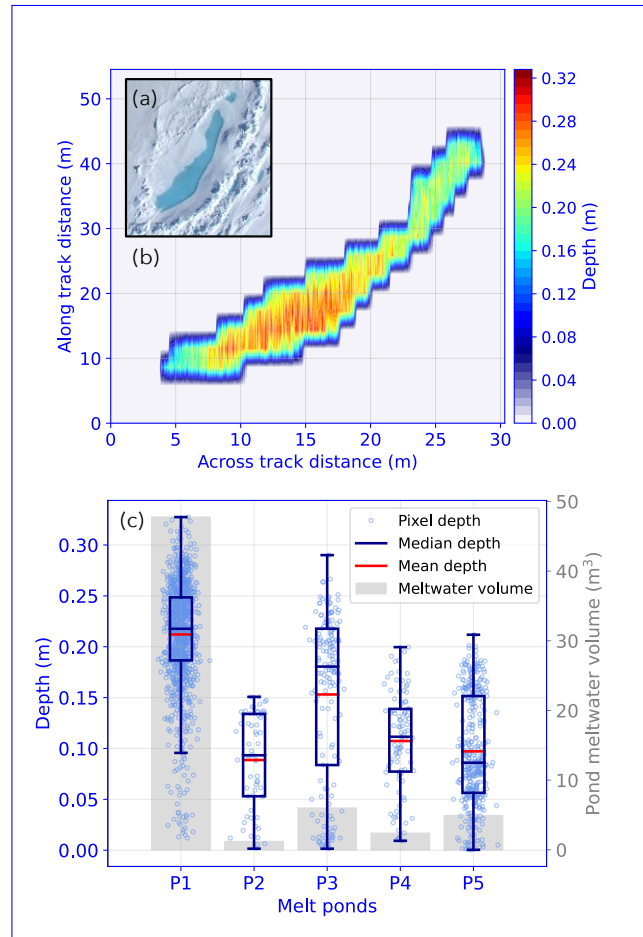 (a)
(b)
50
40
30
20
10
0
Along track distance (m)
0
5
10
15
20
25
30
Across track distance (m)
0.32
0.28
0.24
0.20
0.16
0.12
0.08
0.04
0.00
Depth (m)
(c)
Pixel depth
Median depth
Mean depth
Meltwater volume
0.30
0.25
0.20
0.15
0.10
0.05
0.00
Depth (m)
50
40
30
20
10
0
Pond meltwater volume (m³)
P1
P2
P3
P4
P5
Melt ponds